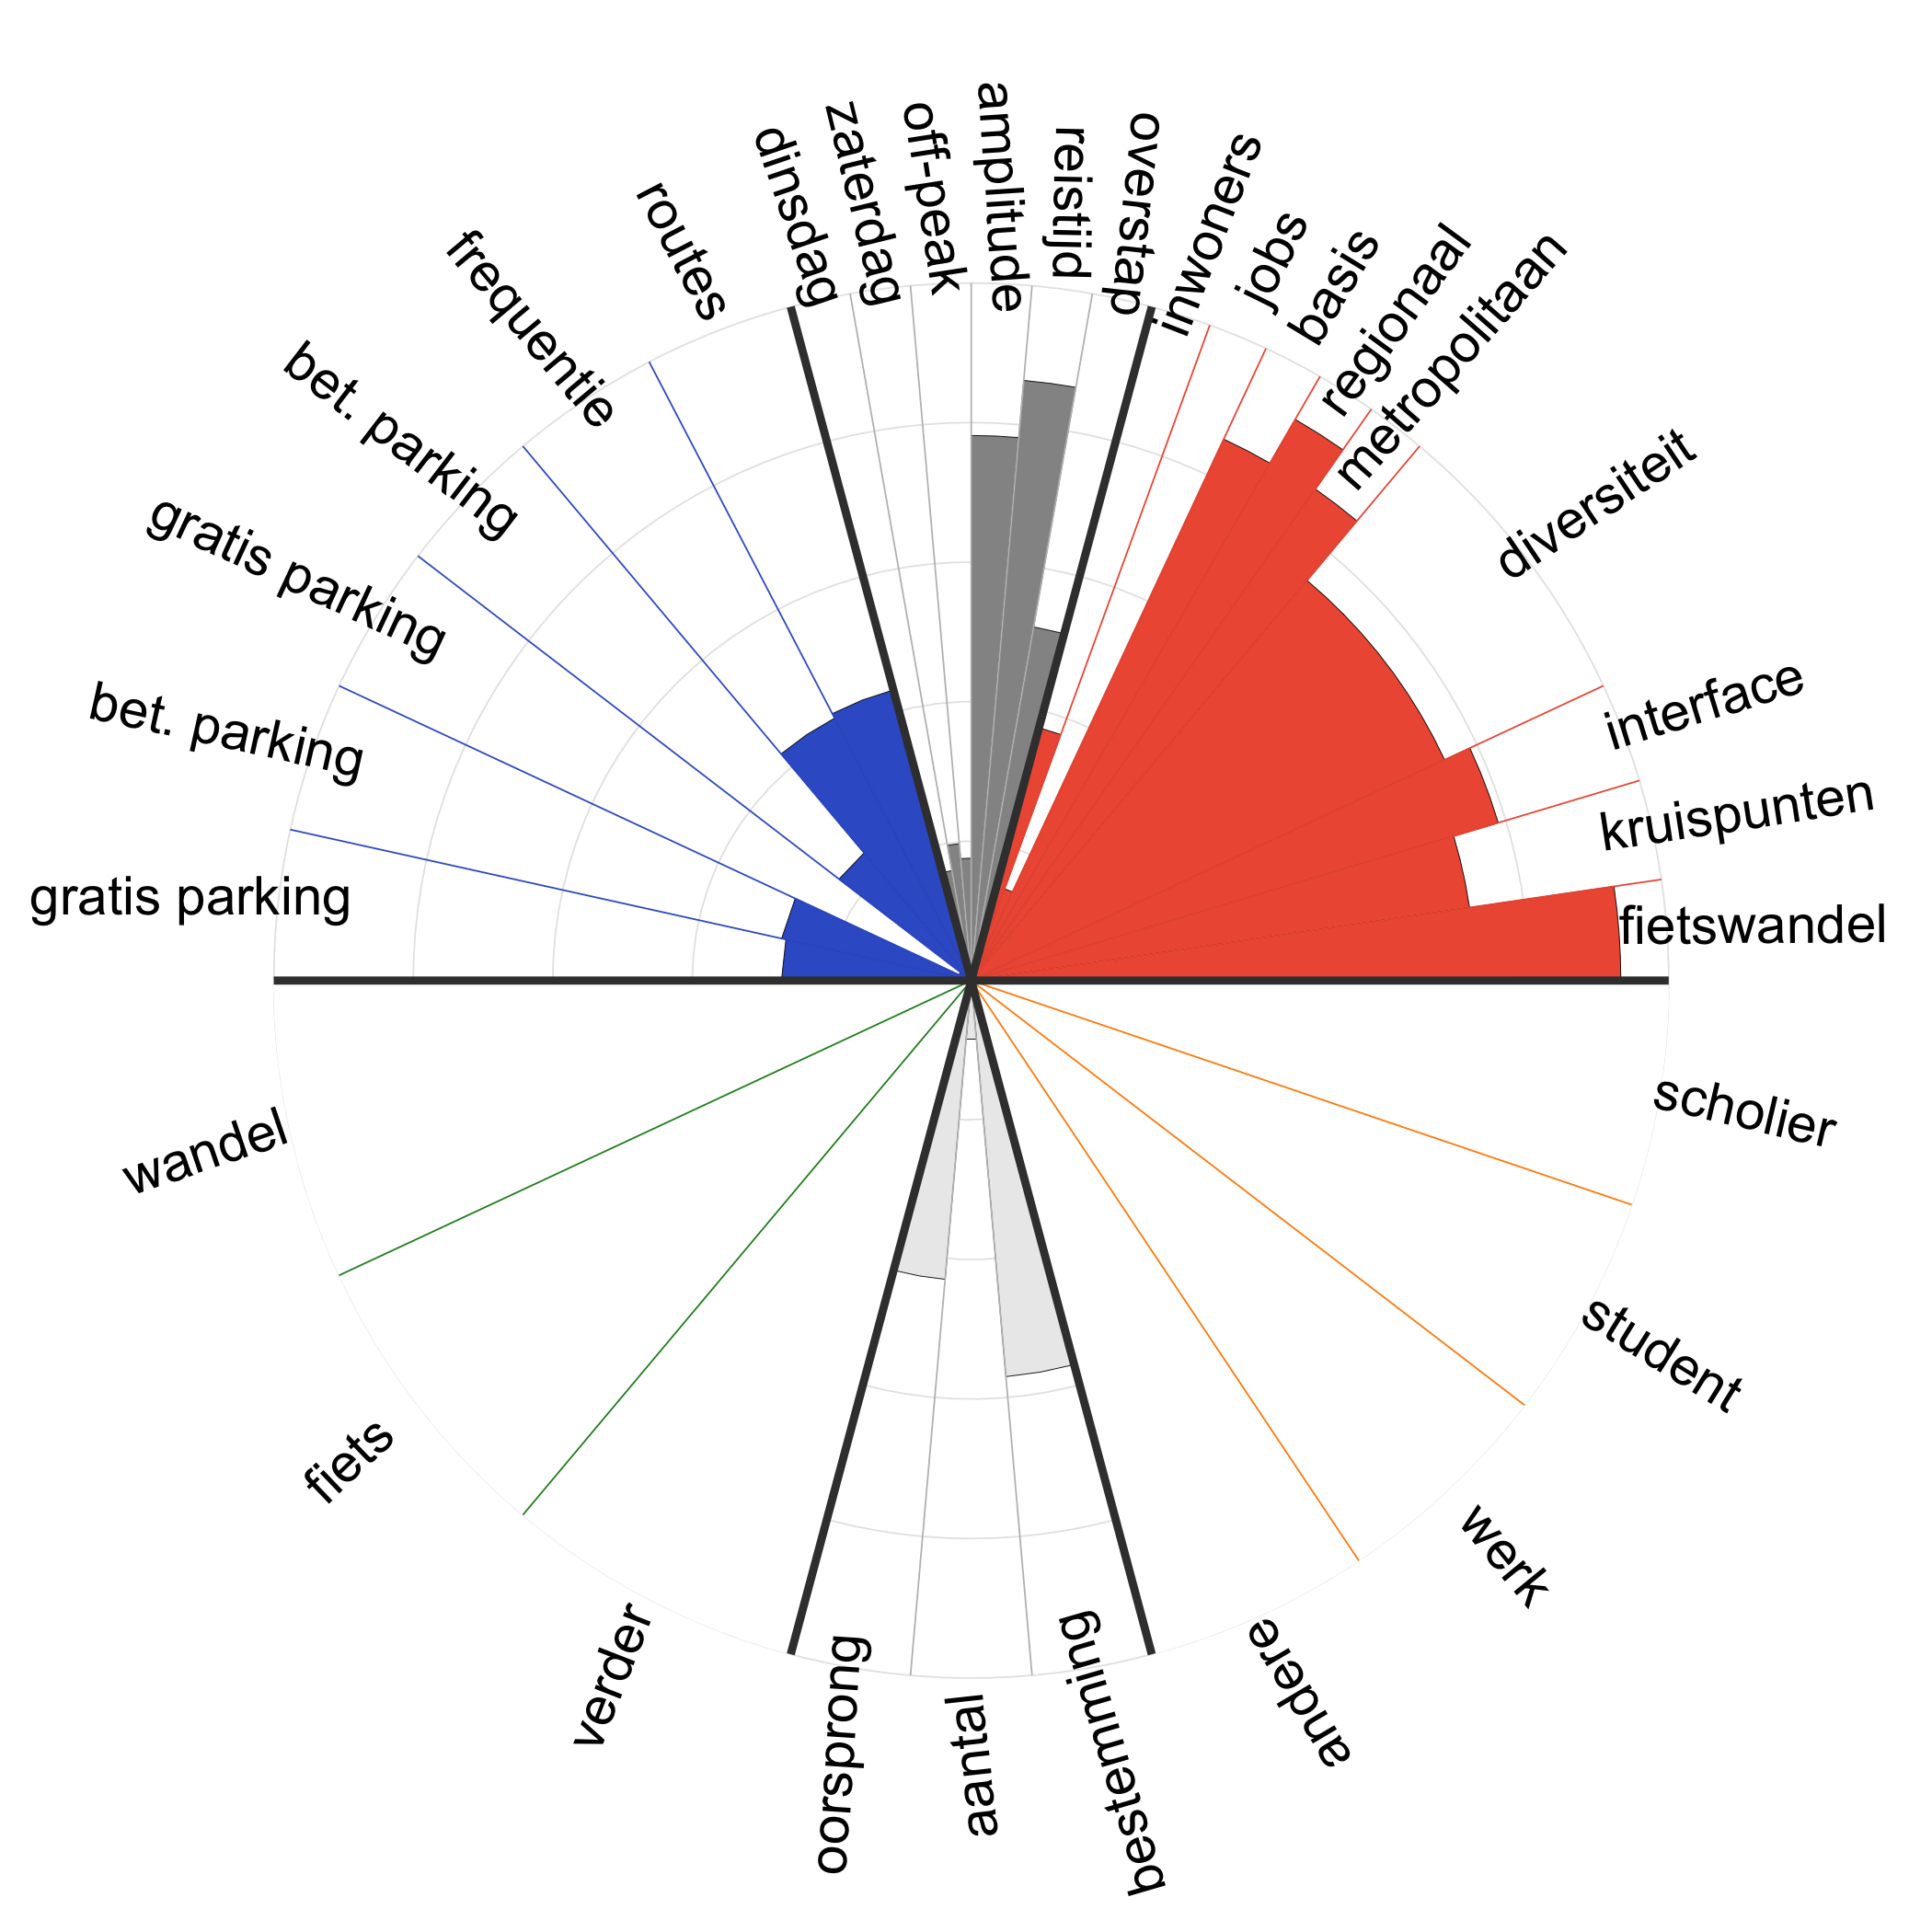 amplitude
reistijd
overstap
inwoners
jobs
basis
regionaal
metropolitaan
diversiteit
interface
kruispunten
fietswandel
scholier
student
werk
andere
bestemming
aantal
oorsprong
verder
fiets
wandel
gratis parking
bet. parking
gratis parking
bet. parking
frequentie
routes
dinsdag
zaterdag
off-peak